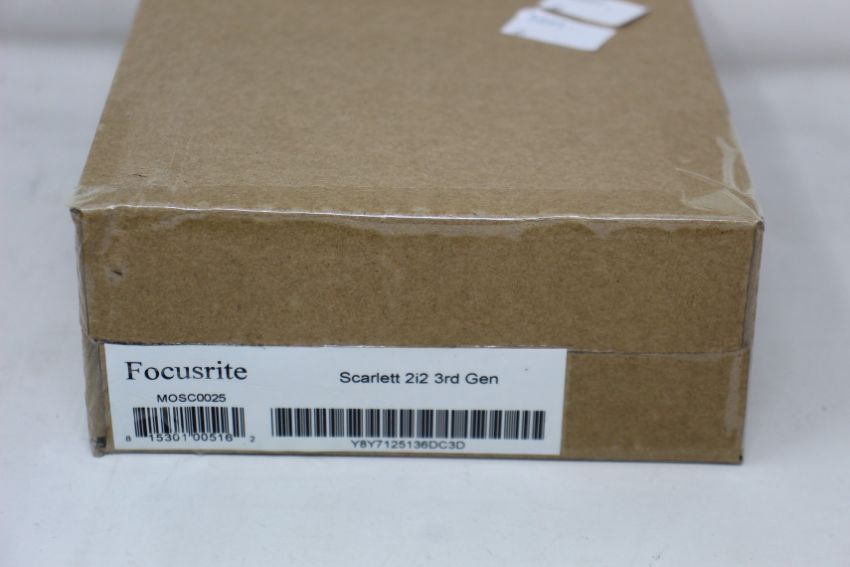 Focusrite
Scarlett 2i2 3rd Gen
MOSC0025
8 15301 00516 2
Y8Y7125136DC3D